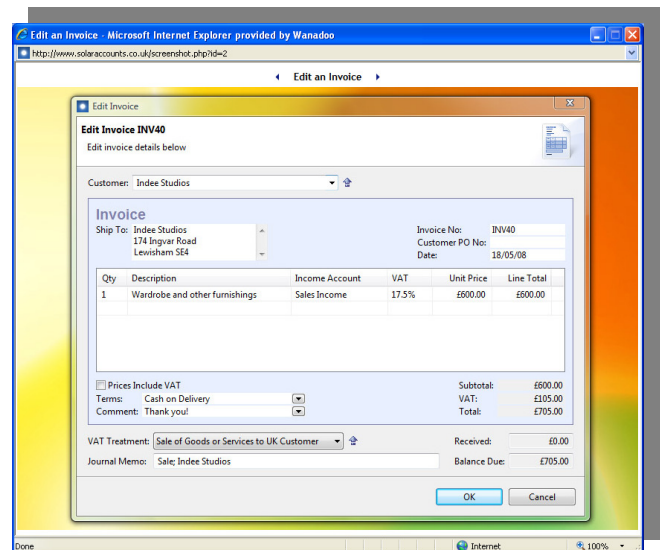 Edit an Invoice - Microsoft Internet Explorer provided by Wanadoo
http://www.solaraccounts.co.uk/screenshot.php?id=2
Edit an Invoice
Edit Invoice
Edit Invoice INV40
Edit invoice details below
Customer: Indee Studios
Invoice
Ship To: Indee Studios
174 Ingvar Road
Lewisham SE4
Invoice No: INV40
Customer PO No:
Date: 18/05/08
Qty Description Income Account VAT Unit Price Line Total
1 Wardrobe and other furnishings Sales Income 17.5% £600.00 £600.00
Prices Include VAT
Subtotal: £600.00
Terms: Cash on Delivery
VAT: £105.00
Comment: Thank you!
Total: £705.00
VAT Treatment: Sale of Goods or Services to UK Customer
Received: £0.00
Journal Memo: Sale; Indee Studios
Balance Due: £705.00
OK Cancel
Done Internet 100%